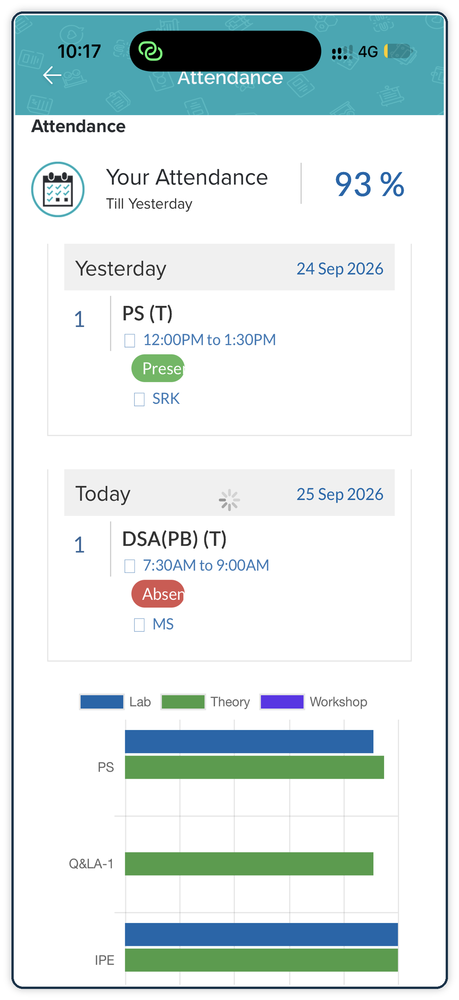 10:17
4G
Attendance
Attendance
Your Attendance
Till Yesterday
93 %
Yesterday
24 Sep 2026
1
PS (T)
12:00PM to 1:30PM
Presen
SRK
Today
25 Sep 2026
1
DSA(PB) (T)
7:30AM to 9:00AM
Absen
MS
Lab
Theory
Workshop
PS
Q&LA-1
IPE